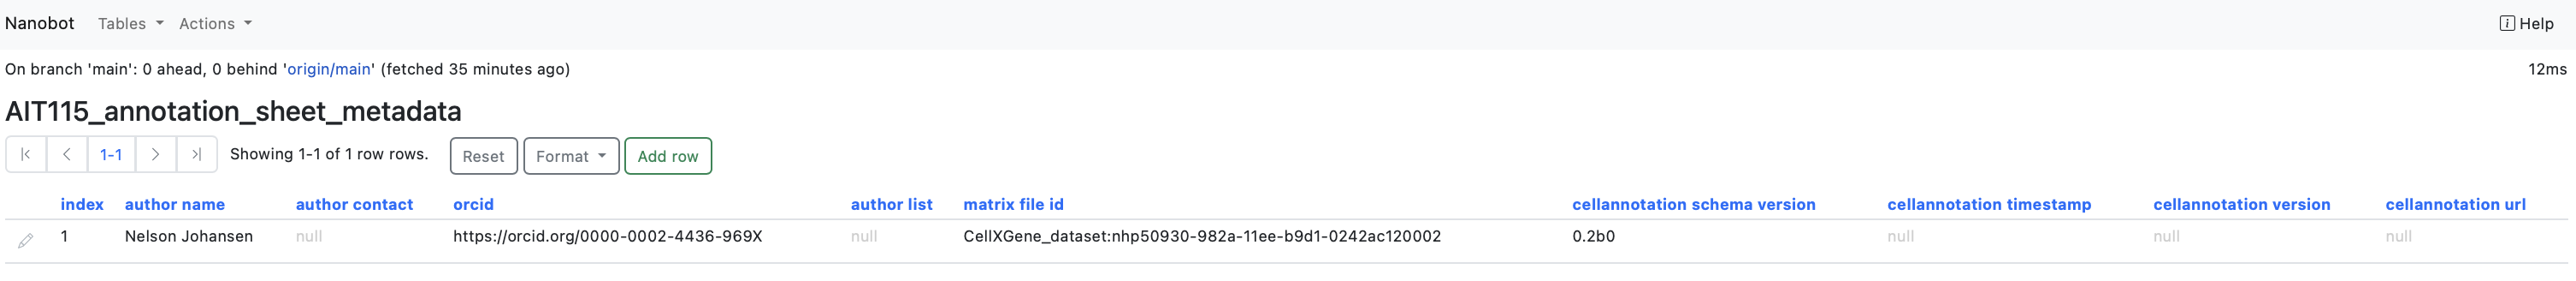 Nanobot Tables Actions Help
On branch 'main': 0 ahead, 0 behind 'origin/main' (fetched 35 minutes ago) 12ms
AIT115_annotation_sheet_metadata
1-1 Showing 1-1 of 1 row rows. Reset Format Add row
index author name author contact orcid author list matrix file id cellannotation schema version cellannotation timestamp cellannotation version cellannotation url
1 Nelson Johansen null https://orcid.org/0000-0002-4436-969X null CellXGene_dataset:nhp50930-982a-11ee-b9d1-0242ac120002 0.2b0 null null null